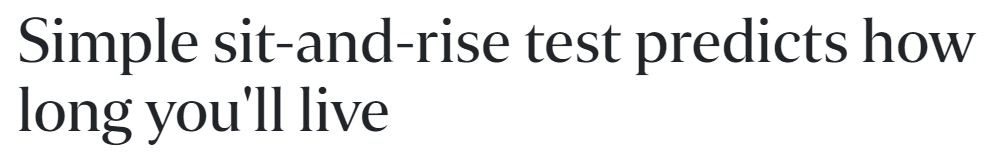 Simple sit-and-rise test predicts how
long you'll live